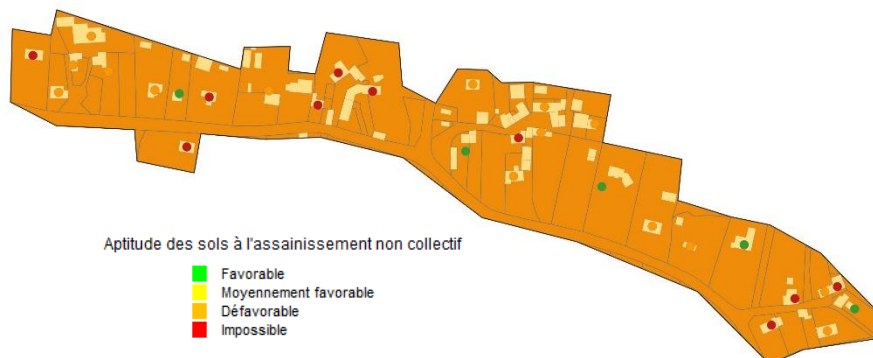 Aptitude des sols à l'assainissement non collectif
Favorable
Moyennement favorable
Défavorable
Impossible